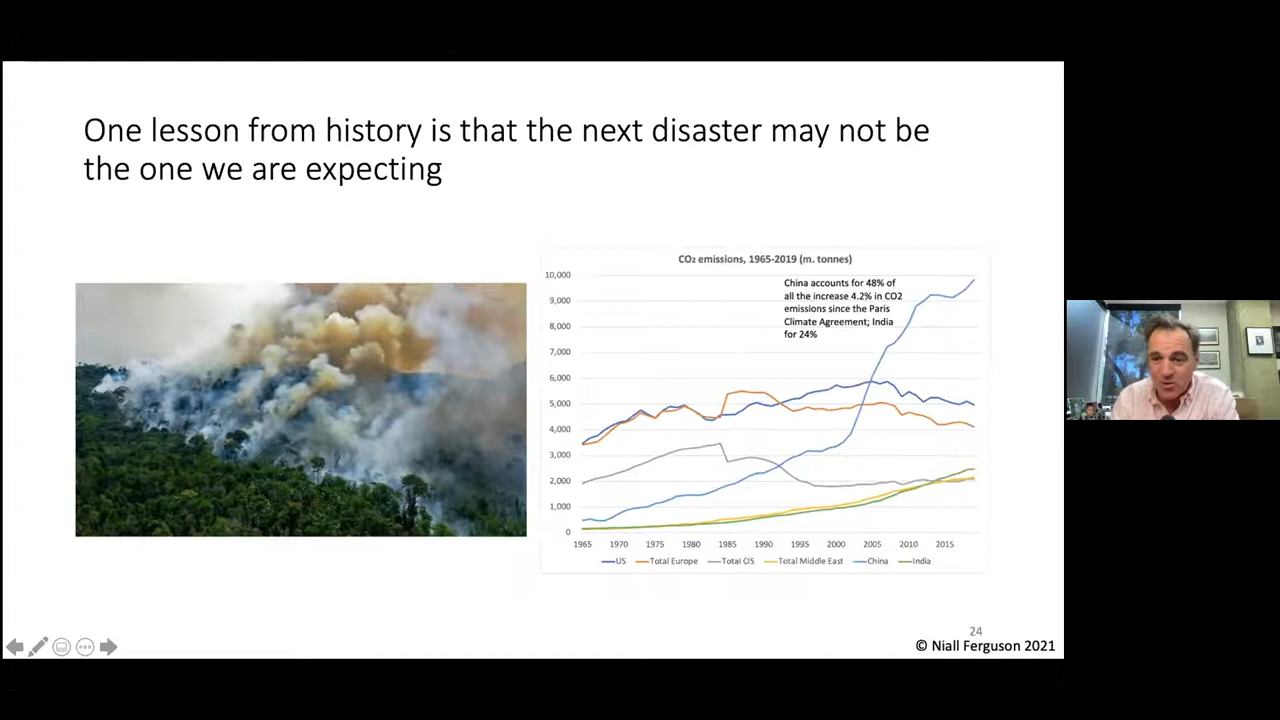 One lesson from history is that the next disaster may not be
the one we are expecting
CO₂ emissions, 1965-2019 (m. tonnes)
China accounts for 48% of
all the increase 4.2% in CO2
emissions since the Paris
Climate Agreement; India
for 24%
10,000
9,000
8,000
7,000
6,000
5,000
4,000
3,000
2,000
1,000
0
1965 1970 1975 1980 1985 1990 1995 2000 2005 2010 2015
US Total Europe Total CIS Total Middle East China India
24
© Niall Ferguson 2021